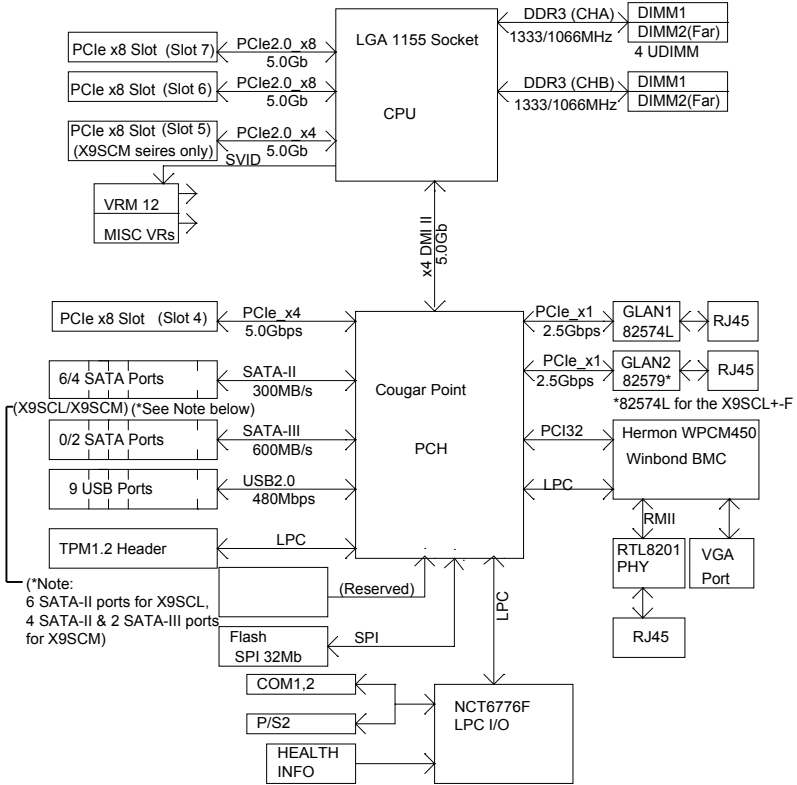 LGA 1155 Socket
CPU
DDR3 (CHA)
1333/1066MHz
DIMM1
DIMM2(Far)
4 UDIMM
DDR3 (CHB)
1333/1066MHz
DIMM1
DIMM2(Far)
PCIe x8 Slot (Slot 7)
PCIe2.0_x8
5.0Gb
PCIe x8 Slot (Slot 6)
PCIe2.0_x8
5.0Gb
PCIe x8 Slot (Slot 5)
(X9SCM seires only)
PCIe2.0_x4
5.0Gb
SVID
VRM 12
MISC VRs
x4 DMI II
5.0Gb
PCIe x8 Slot (Slot 4)
PCIe_x4
5.0Gbps
6/4 SATA Ports
SATA-II
300MB/s
(X9SCL/X9SCM) (*See Note below)
0/2 SATA Ports
SATA-III
600MB/s
9 USB Ports
USB2.0
480Mbps
TPM1.2 Header
LPC
Cougar Point
PCH
PCIe_x1
2.5Gbps
GLAN1
82574L
RJ45
PCIe_x1
2.5Gbps
GLAN2
82579*
RJ45
*82574L for the X9SCL+-F
PCI32
LPC
Hermon WPCM450
Winbond BMC
RMII
RTL8201
PHY
VGA
Port
RJ45
(*Note:
6 SATA-II ports for X9SCL,
4 SATA-II & 2 SATA-III ports
for X9SCM)
(Reserved)
Flash
SPI 32Mb
SPI
LPC
COM1,2
P/S2
HEALTH
INFO
NCT6776F
LPC I/O